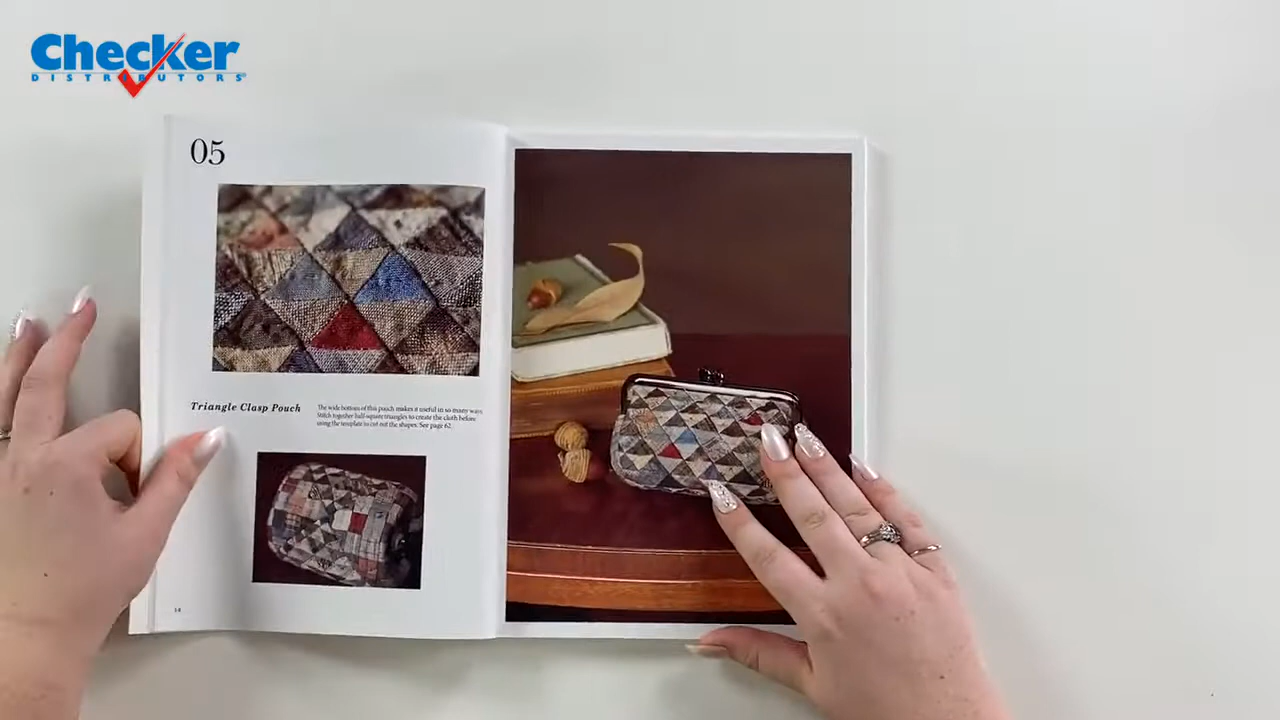 Checker
DISTRIBUTORS
05
Triangle Clasp Pouch
The wide bottom of this pouch makes it useful in so many ways.
Stitch together half-square triangles to create the cloth before
using the template to cut out the shapes. See page 62.
14